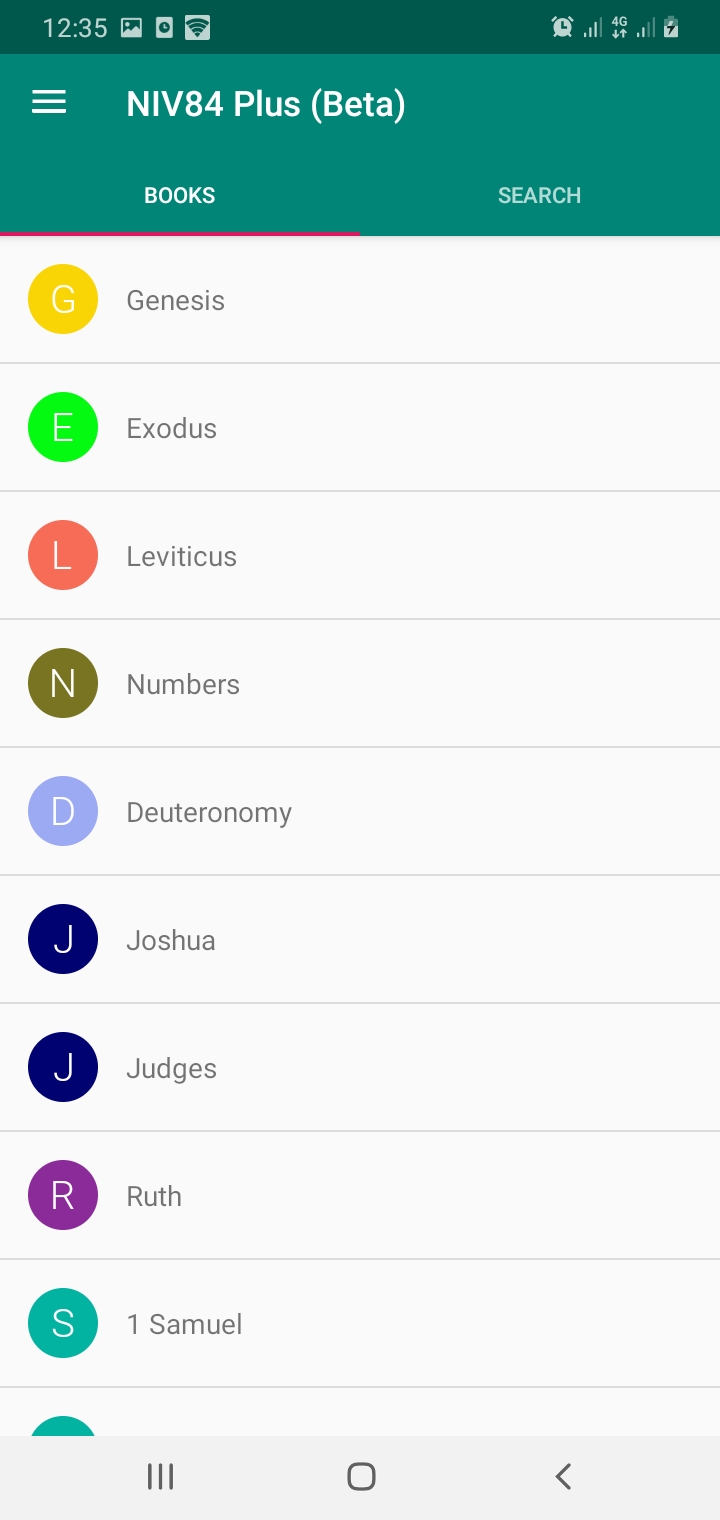 12:35
4G
NIV84 Plus (Beta)
BOOKS
SEARCH
G
Genesis
E
Exodus
L
Leviticus
N
Numbers
D
Deuteronomy
J
Joshua
J
Judges
R
Ruth
S
1 Samuel